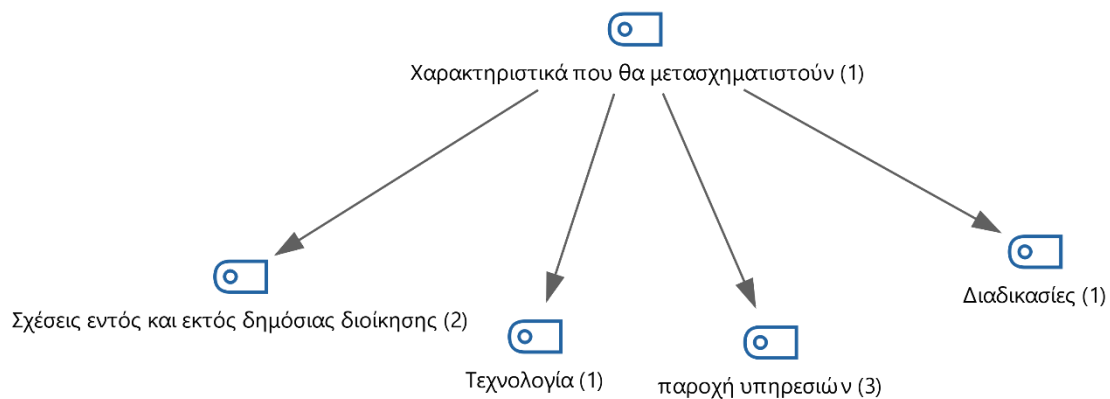 Χαρακτηριστικά που θα μετασχηματιστούν (1)
Σχέσεις εντός και εκτός δημόσιας διοίκησης (2)
Τεχνολογία (1)
παροχή υπηρεσιών (3)
Διαδικασίες (1)